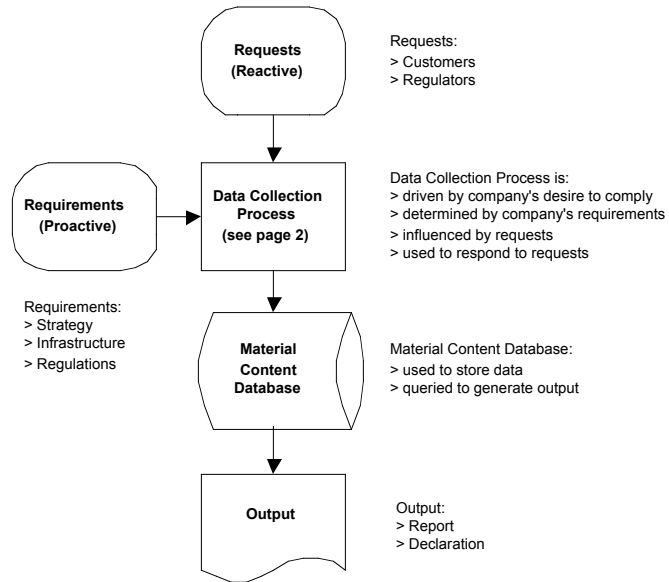 Requests
(Reactive)
Requests:
> Customers
> Regulators
Requirements
(Proactive)
Data Collection
Process
(see page 2)
Data Collection Process is:
> driven by company's desire to comply
> determined by company's requirements
> influenced by requests
> used to respond to requests
Requirements:
> Strategy
> Infrastructure
> Regulations
Material
Content
Database
Material Content Database:
> used to store data
> queried to generate output
Output
Output:
> Report
> Declaration